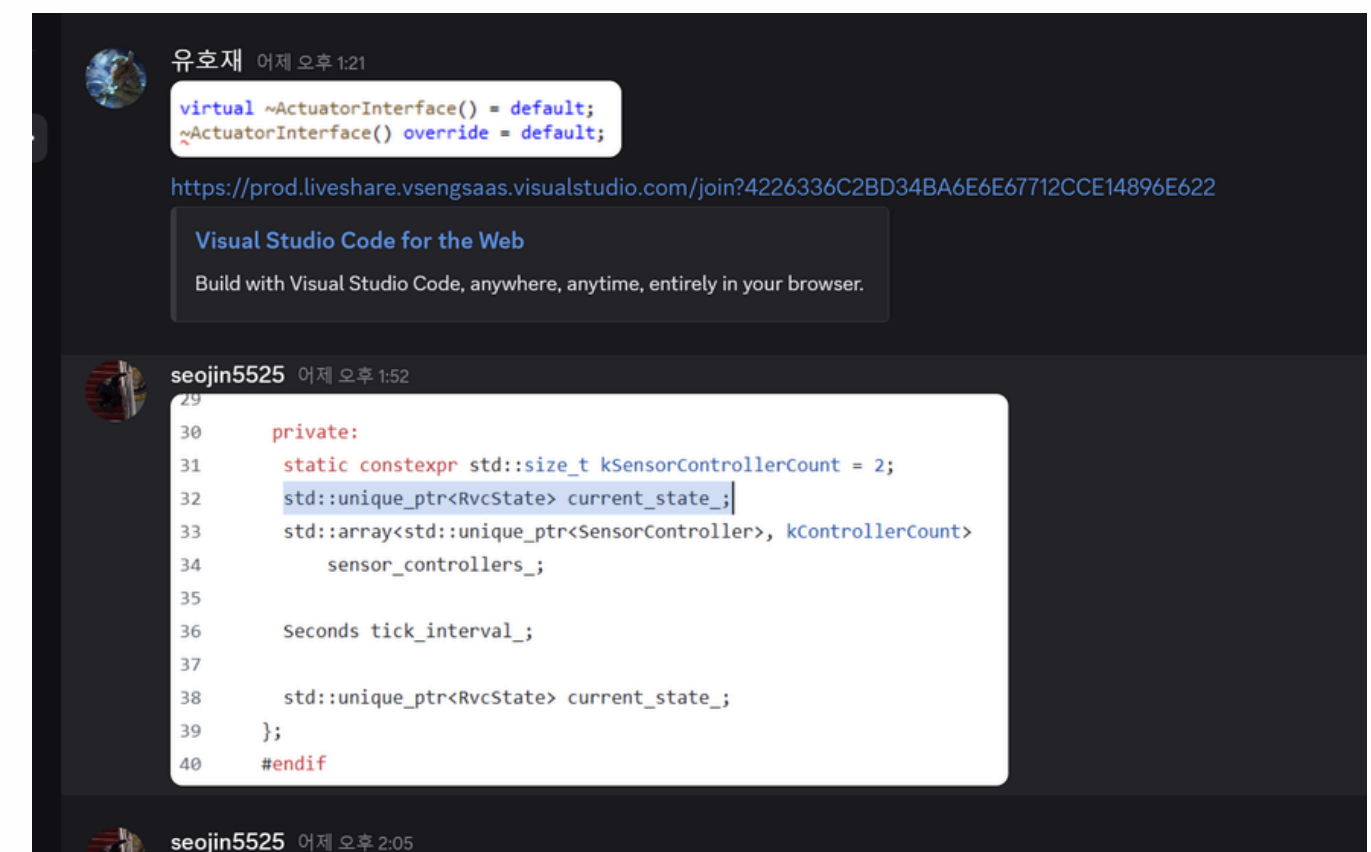 유호재 어제 오후 1:21
virtual ~ActuatorInterface() = default;
~ActuatorInterface() override = default;
https://prod.liveshare.vsengsaas.visualstudio.com/join?4226336C2BD34BA6E6E67712CCE14896E622
Visual Studio Code for the Web
Build with Visual Studio Code, anywhere, anytime, entirely in your browser.
seojin5525 어제 오후 1:52
29
30 private:
31 static constexpr std::size_t kSensorControllerCount = 2;
32 std::unique_ptr<RvcState> current_state_;
33 std::array<std::unique_ptr<SensorController>, kControllerCount>
34 sensor_controllers_;
35
36 Seconds tick_interval_;
37
38 std::unique_ptr<RvcState> current_state_;
39 };
40 #endif
seojin5525 어제 오후 2:05